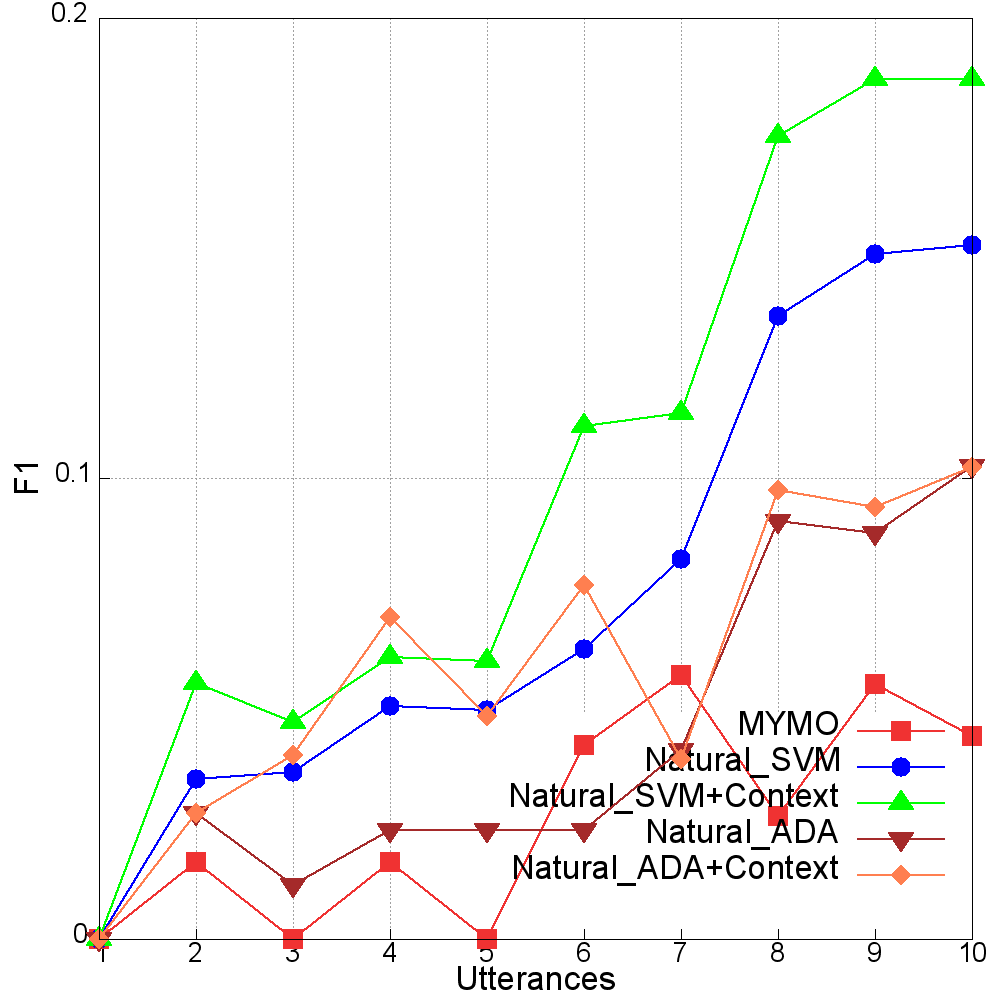 0.2
0.1
0
F1
1 2 3 4 5 6 7 8 9 10
Utterances
MYMO
Natural_SVM
Natural_SVM+Context
Natural_ADA
Natural_ADA+Context